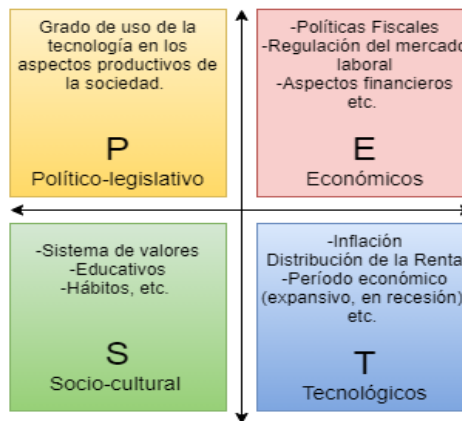 Grado de uso de la
tecnología en los
aspectos productivos de
la sociedad.
P
Político-legislativo
-Políticas Fiscales
-Regulación del mercado
laboral
-Aspectos financieros
etc.
E
Económicos
-Sistema de valores
-Educativos
-Hábitos, etc.
S
Socio-cultural
-Inflación
Distribución de la Renta
-Período económico
(expansivo, en recesión)
etc.
T
Tecnológicos